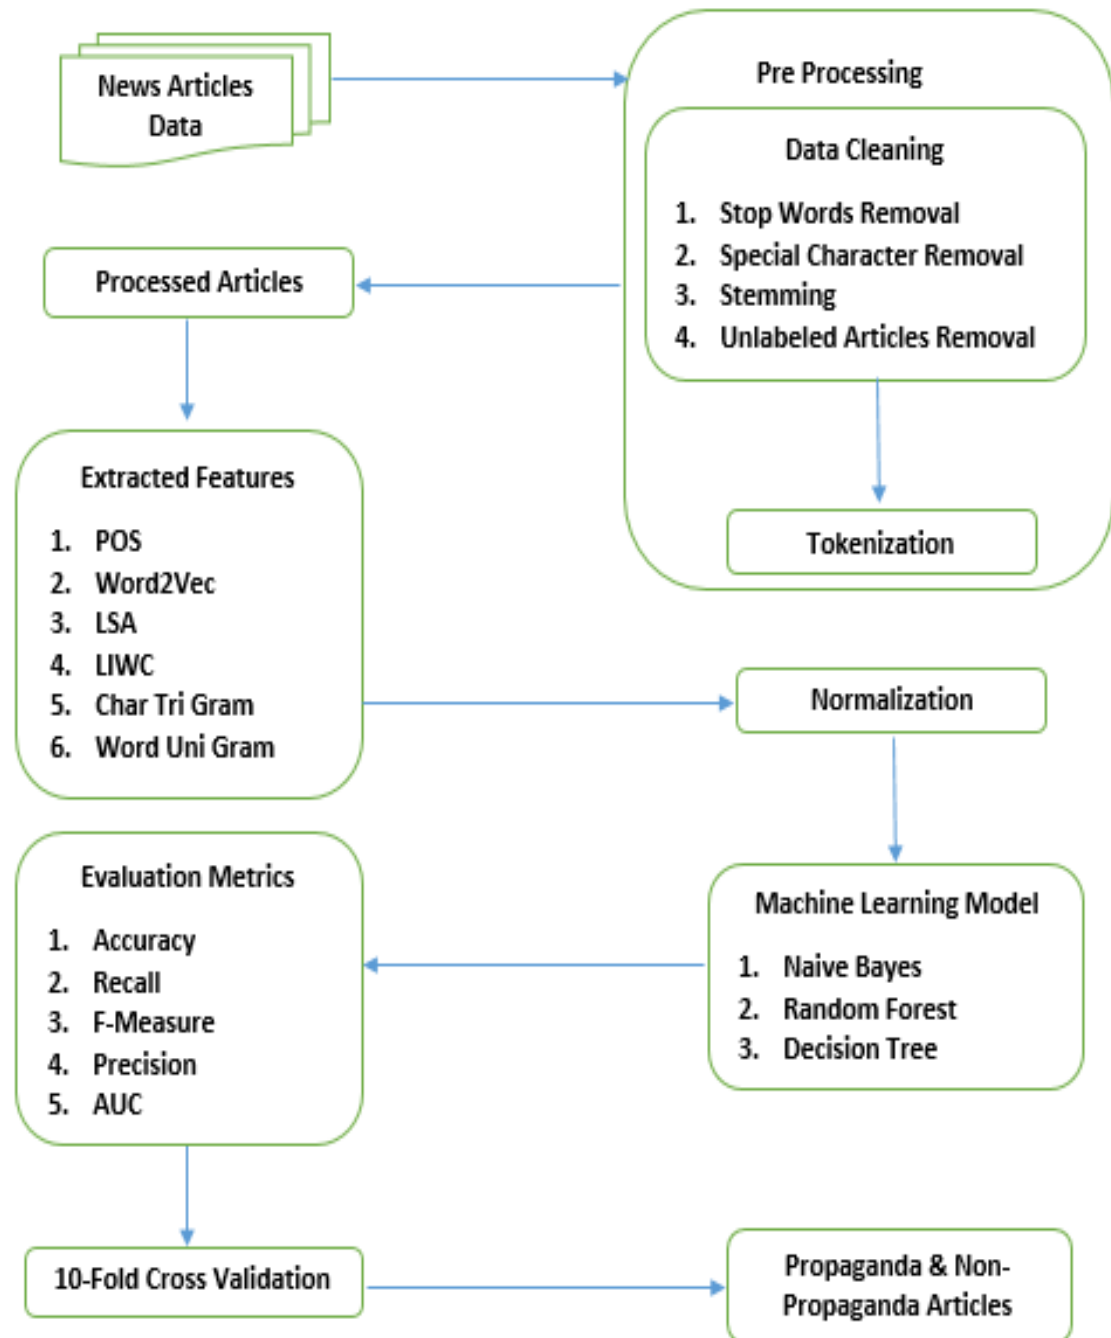 News Articles
Data
Pre Processing
Data Cleaning
1. Stop Words Removal
2. Special Character Removal
3. Stemming
4. Unlabeled Articles Removal
Tokenization
Processed Articles
Extracted Features
1. POS
2. Word2Vec
3. LSA
4. LIWC
5. Char Tri Gram
6. Word Uni Gram
Normalization
Machine Learning Model
1. Naive Bayes
2. Random Forest
3. Decision Tree
Evaluation Metrics
1. Accuracy
2. Recall
3. F-Measure
4. Precision
5. AUC
10-Fold Cross Validation
Propaganda & Non-
Propaganda Articles